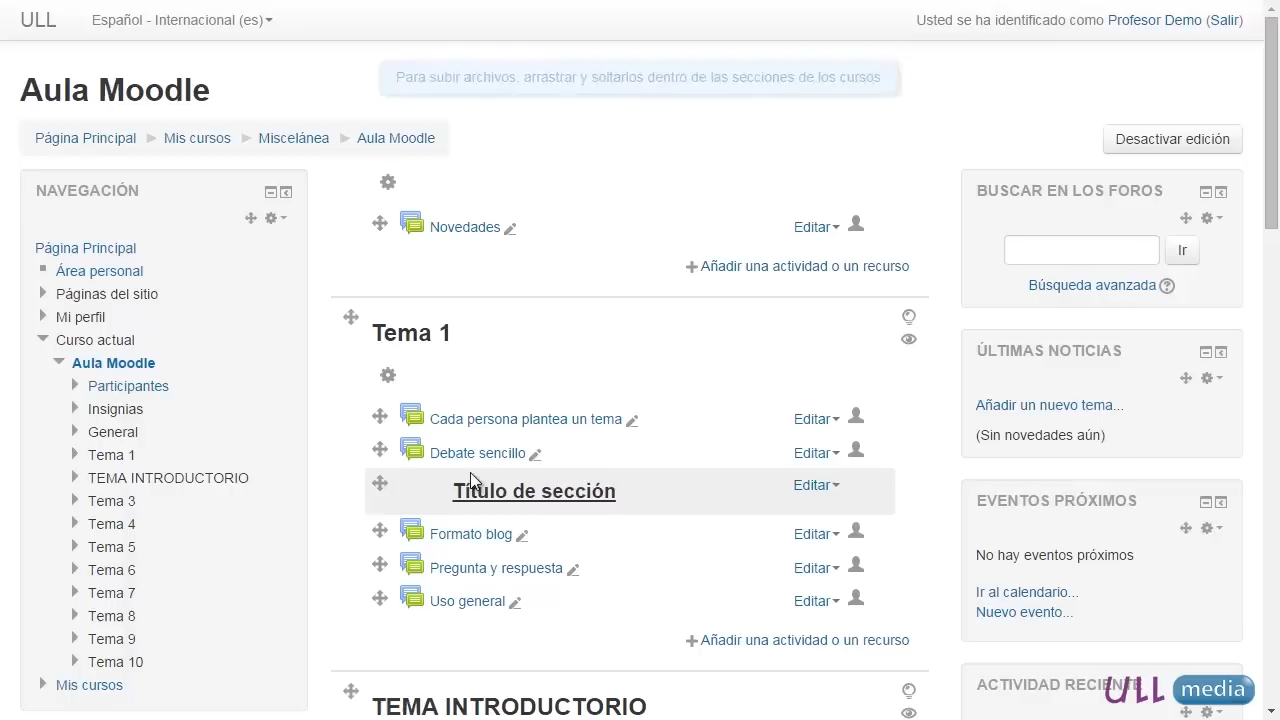 ULL
Español - Internacional (es)
Usted se ha identificado como Profesor Demo (Salir)
Para subir archivos, arrastrar y soltarlos dentro de las secciones de los cursos
Aula Moodle
Página Principal
Mis cursos
Miscelánea
Aula Moodle
Desactivar edición
NAVEGACIÓN
Página Principal
Área personal
Páginas del sitio
Mi perfil
Curso actual
Aula Moodle
Participantes
Insignias
General
Tema 1
TEMA INTRODUCTORIO
Tema 3
Tema 4
Tema 5
Tema 6
Tema 7
Tema 8
Tema 9
Tema 10
Mis cursos
Novedades
Editar
Añadir una actividad o un recurso
Tema 1
Cada persona plantea un tema
Editar
Debate sencillo
Editar
Título de sección
Editar
Formato blog
Editar
Pregunta y respuesta
Editar
Uso general
Editar
Añadir una actividad o un recurso
TEMA INTRODUCTORIO
BUSCAR EN LOS FOROS
Ir
Búsqueda avanzada
ÚLTIMAS NOTICIAS
Añadir un nuevo tema...
(Sin novedades aún)
EVENTOS PRÓXIMOS
No hay eventos próximos
Ir al calendario...
Nuevo evento...
ACTIVIDAD RECIENTE
ULL media